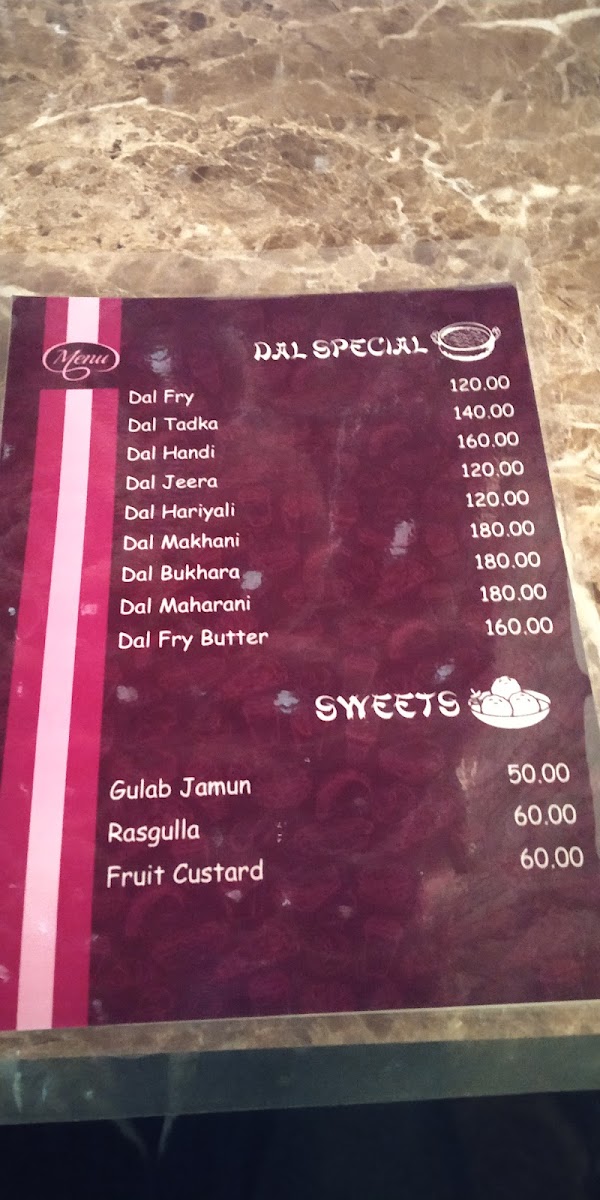 Menu
DAL SPECIAL
Dal Fry 120.00
Dal Tadka 140.00
Dal Handi 160.00
Dal Jeera 120.00
Dal Hariyali 120.00
Dal Makhani 180.00
Dal Bukhara 180.00
Dal Maharani 180.00
Dal Fry Butter 160.00
SWEETS
Gulab Jamun 50.00
Rasgulla 60.00
Fruit Custard 60.00